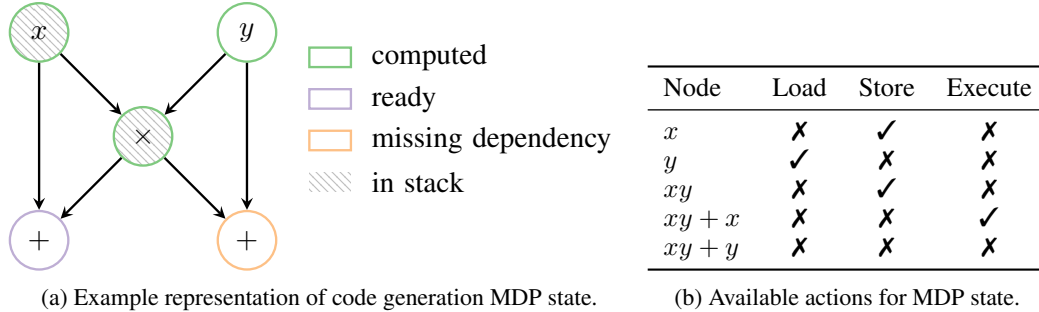 x y
computed
ready
×
missing dependency
in stack
+ +
(a) Example representation of code generation MDP state.
Node Load Store Execute
x ✗ ✓ ✗
y ✓ ✗ ✗
xy ✗ ✓ ✗
xy + x ✗ ✗ ✓
xy + y ✗ ✗ ✗
(b) Available actions for MDP state.